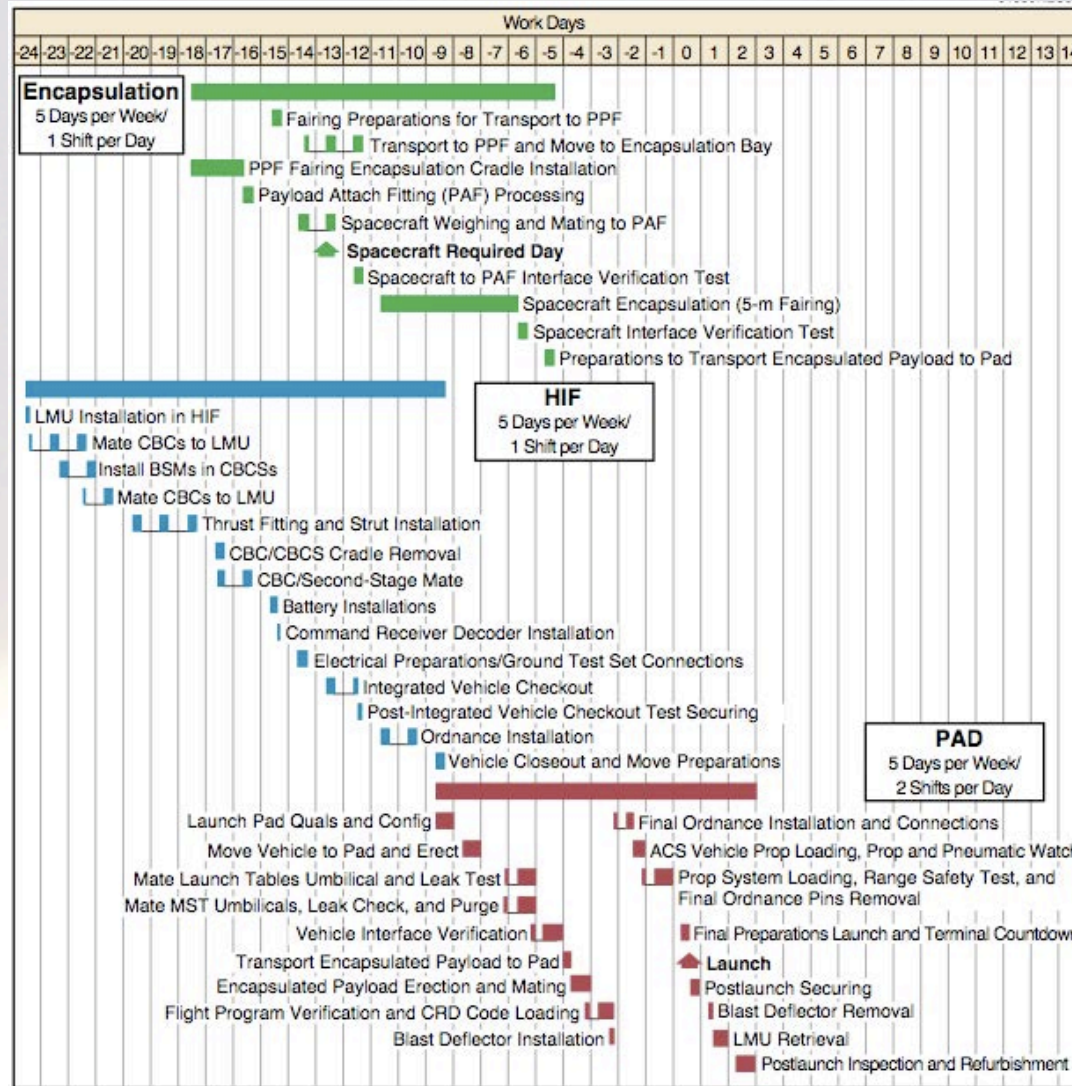 Work Days
-24 -23 -22 -21 -20 -19 -18 -17 -16 -15 -14 -13 -12 -11 -10 -9 -8 -7 -6 -5 -4 -3 -2 -1 0 1 2 3 4 5 6 7 8 9 10 11 12 13
Encapsulation
5 Days per Week/
1 Shift per Day
Fairing Preparations for Transport to PPF
Transport to PPF and Move to Encapsulation Bay
PPF Fairing Encapsulation Cradle Installation
Payload Attach Fitting (PAF) Processing
Spacecraft Weighing and Mating to PAF
Spacecraft Required Day
Spacecraft to PAF Interface Verification Test
Spacecraft Encapsulation (5-m Fairing)
Spacecraft Interface Verification Test
Preparations to Transport Encapsulated Payload to Pad
HIF
5 Days per Week/
1 Shift per Day
LMU Installation in HIF
Mate CBCs to LMU
Install BSMs in CBCSs
Mate CBCs to LMU
Thrust Fitting and Strut Installation
CBC/CBCS Cradle Removal
CBC/Second-Stage Mate
Battery Installations
Command Receiver Decoder Installation
Electrical Preparations/Ground Test Set Connections
Integrated Vehicle Checkout
Post-Integrated Vehicle Checkout Test Securing
Ordnance Installation
Vehicle Closeout and Move Preparations
PAD
5 Days per Week/
2 Shifts per Day
Launch Pad Quals and Config
Move Vehicle to Pad and Erect
Mate Launch Tables Umbilical and Leak Test
Mate MST Umbilicals, Leak Check, and Purge
Vehicle Interface Verification
Transport Encapsulated Payload to Pad
Encapsulated Payload Erection and Mating
Flight Program Verification and CRD Code Loading
Blast Deflector Installation
Final Ordnance Installation and Connections
ACS Vehicle Prop Loading, Prop and Pneumatic Watch
Prop System Loading, Range Safety Test, and
Final Ordnance Pins Removal
Final Preparations Launch and Terminal Countdown
Launch
Postlaunch Securing
Blast Deflector Removal
LMU Retrieval
Postlaunch Inspection and Refurbishment